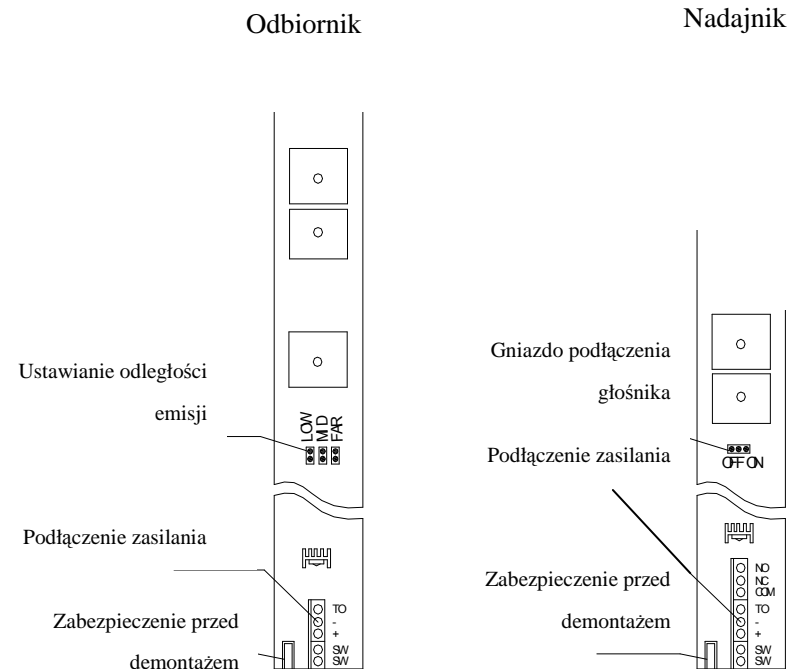 Odbiornik
Nadajnik
Ustawianie odległości
emisji
LOW
MID
FAR
Podłączenie zasilania
Zabezpieczenie przed
demontażem
TO
-
+
SW
SW
Gniazdo podłączenia
głośnika
OFF ON
Podłączenie zasilania
Zabezpieczenie przed
demontażem
NO
NC
COM
TO
-
+
SW
SW